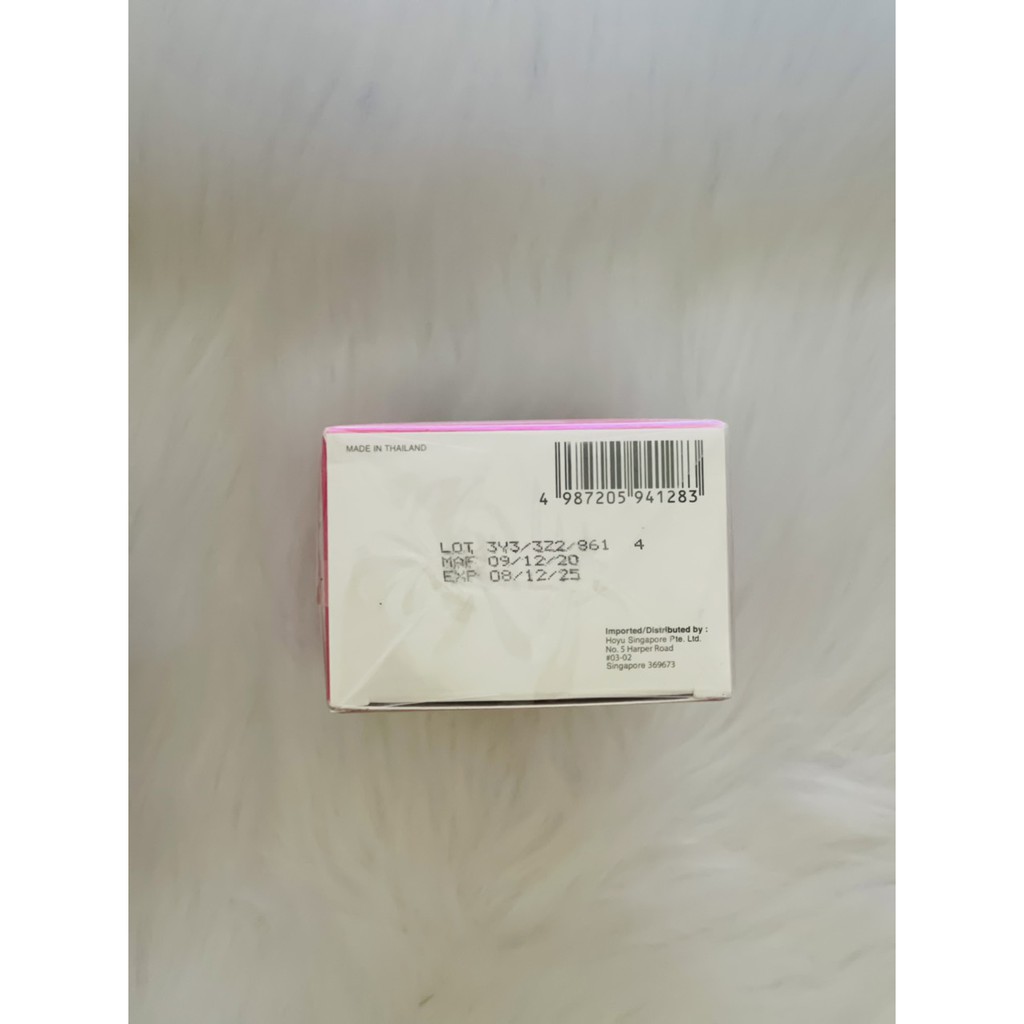 MADE IN THAILAND
4 987205 941283
LOT 3Y3/3Z2/861 4
MAF 09/12/20
EXP 08/12/25
Imported/Distributed by :
Hoyu Singapore Pte. Ltd.
No. 5 Harper Road
#03-02
Singapore 369673